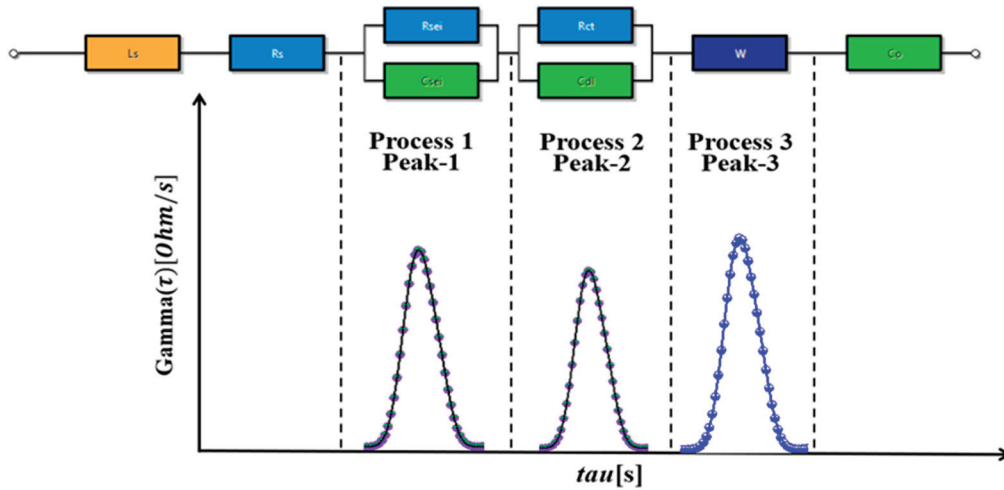 Rsei
Rct
Ls
Rs
W
Co
Csei
Cdl
Process 1
Peak-1
Process 2
Peak-2
Process 3
Peak-3
Gamma(τ)[Ohm/s]
tau[s]